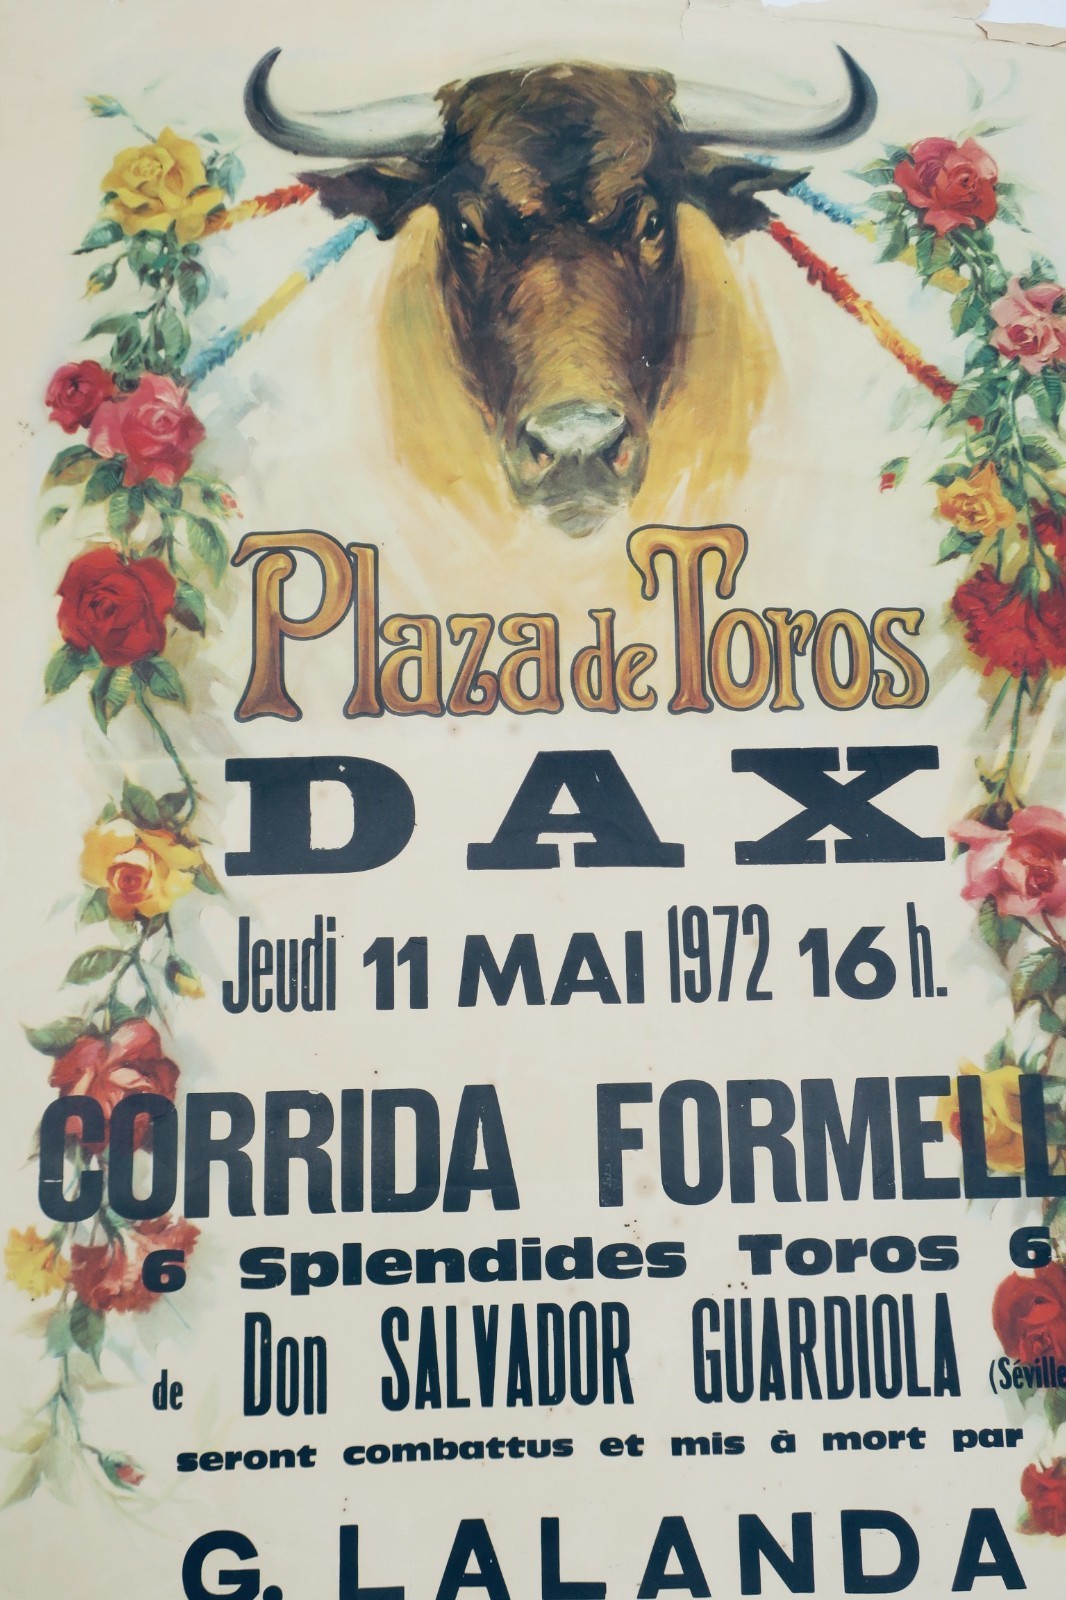 Plaza de Toros
DAX
Jeudi 11 MAI 1972 16 h.
CORRIDA FORMELL
6 Splendides Toros 6
de Don SALVADOR GUARDIOLA (Séville
seront combattus et mis à mort par
G. LALANDA